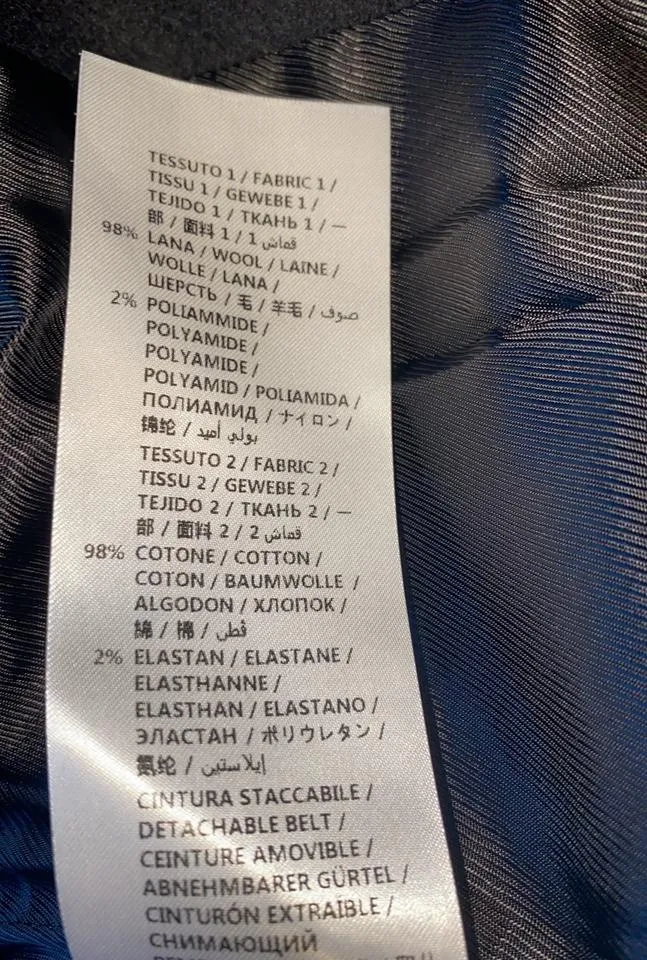 TESSUTO 1 / FABRIC 1 /
TISSU 1 / GEWEBE 1 /
TEJIDO 1 / ТКАНЬ 1 / 一
部 / 面料 1 / قماش 1
98% LANA / WOOL / LAINE /
WOLLE / LANA /
ШЕРСТЬ / 毛 / 羊毛 / صوف
2% POLIAMMIDE /
POLYAMIDE /
POLYAMIDE /
POLYAMID / POLIAMIDA /
ПОЛИАМИД / ナイロン /
锦纶 / بولي أميد
TESSUTO 2 / FABRIC 2 /
TISSU 2 / GEWEBE 2 /
TEJIDO 2 / ТКАНЬ 2 / 一
部 / 面料 2 / قماش 2
98% COTONE / COTTON /
COTON / BAUMWOLLE /
ALGODON / ХЛОПОК /
綿 / 棉 / قطن
2% ELASTAN / ELASTANE /
ELASTHANNE /
ELASTHAN / ELASTANO /
ЭЛАСТАН / ポリウレタン /
氨纶 / إيلاستين
CINTURA STACCABILE /
DETACHABLE BELT /
CEINTURE AMOVIBLE /
ABNEHMBARER GÜRTEL /
CINTURÓN EXTRAIBLE /
СНИМАЮЩИЙ